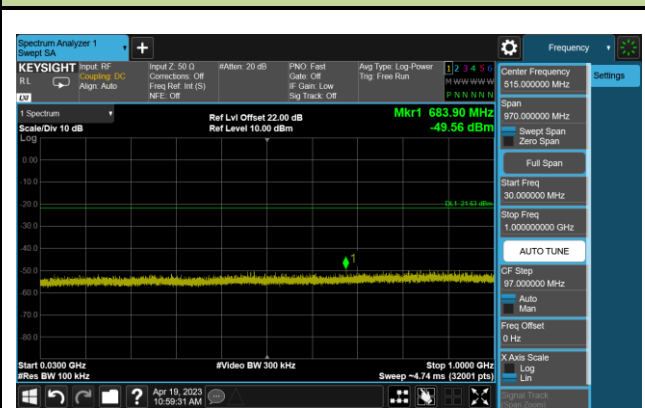 Spectrum Analyzer 1
Swept SA
Frequency
KEYSIGHT
RL
LXI
Input: RF
Coupling: DC
Align: Auto
Input Z: 50 Ω
Corrections: Off
Freq Ref: Int (S)
NFE: Off
#Atten: 20 dB
PNO: Fast
Gate: Off
IF Gain: Low
Sig Track: Off
Avg Type: Log-Power
Trig: Free Run
1 2 3 4 5 6
M W W W W W
P N N N N N
1 Spectrum
Scale/Div 10 dB
Log
Ref Lvl Offset 22.00 dB
Ref Level 10.00 dBm
Mkr1 683.90 MHz
-49.56 dBm
0.00
-10.0
-20.0
-30.0
-40.0
-50.0
-60.0
-70.0
-80.0
DL1 -21.63 dBm
1
Start 0.0300 GHz
#Res BW 100 kHz
#Video BW 300 kHz
Stop 1.0000 GHz
Sweep ~4.74 ms (32001 pts)
Apr 19, 2023
10:59:31 AM
Center Frequency
515.000000 MHz
Settings
Span
970.000000 MHz
Swept Span
Zero Span
Full Span
Start Freq
30.000000 MHz
Stop Freq
1.000000000 GHz
AUTO TUNE
CF Step
97.000000 MHz
Auto
Man
Freq Offset
0 Hz
X Axis Scale
Log
Lin
Signal Track
(Span Zoom)